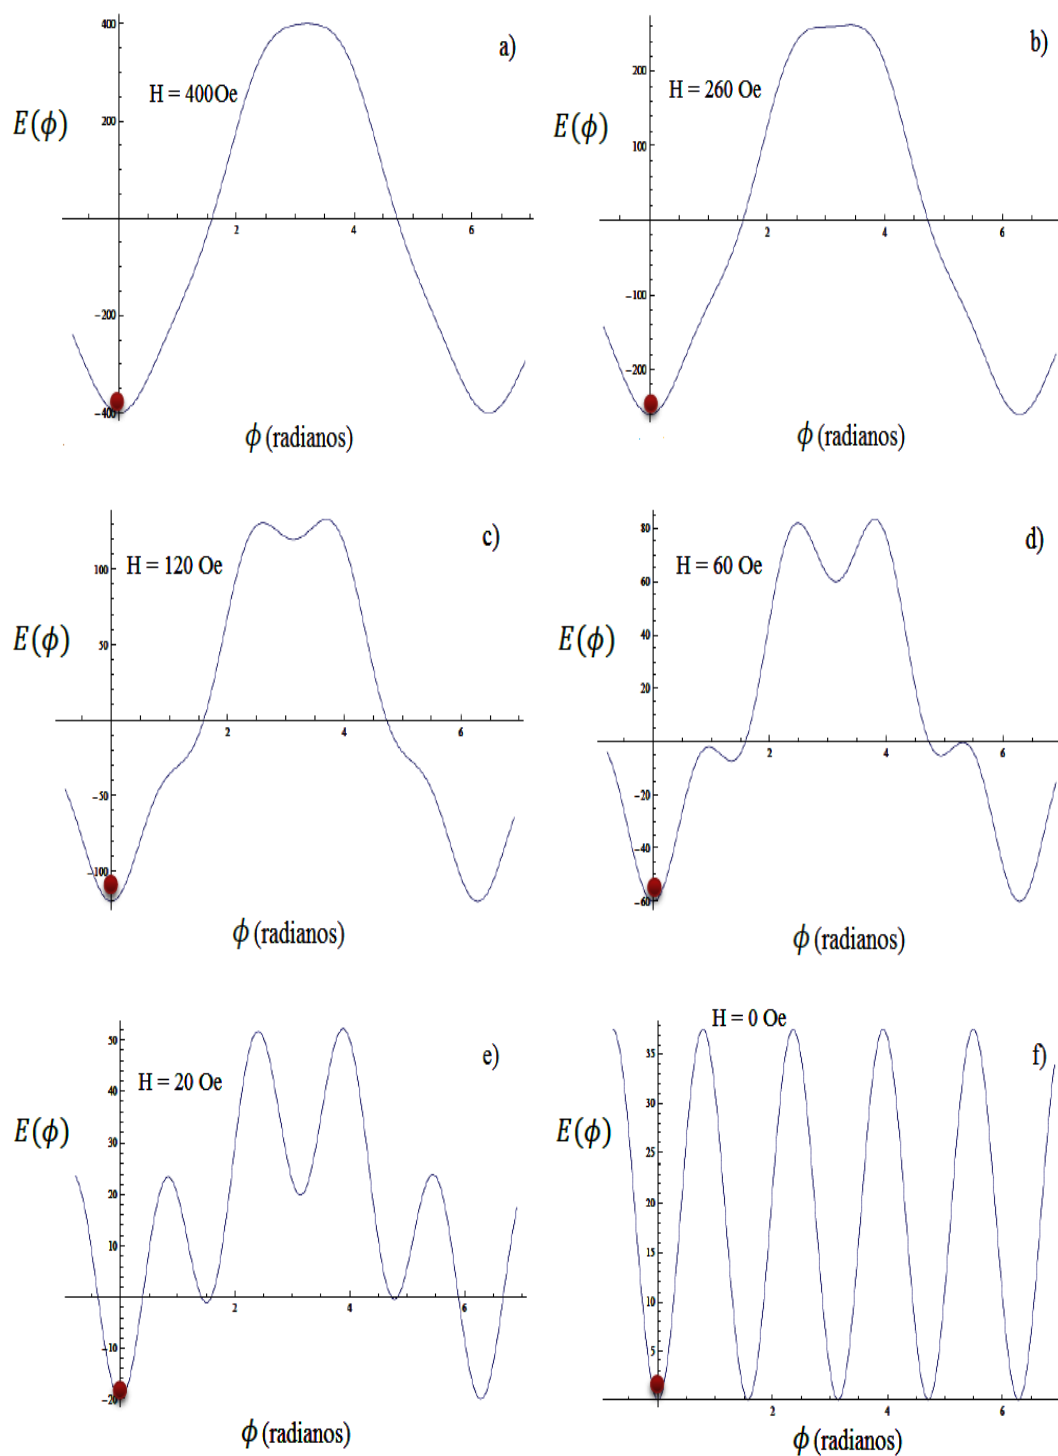 a)
H = 400Oe
E(ϕ)
400
200
−200
−400
2
4
6
ϕ (radianos)
b)
H = 260 Oe
E(ϕ)
200
100
−100
−200
2
4
6
ϕ (radianos)
c)
H = 120 Oe
E(ϕ)
100
50
−50
−100
2
4
6
ϕ (radianos)
d)
H = 60 Oe
E(ϕ)
80
60
40
20
−20
−40
−60
2
4
6
ϕ (radianos)
e)
H = 20 Oe
E(ϕ)
50
40
30
20
10
−10
−20
2
4
6
ϕ (radianos)
f)
H = 0 Oe
E(ϕ)
35
30
25
20
15
10
5
2
4
6
ϕ (radianos)